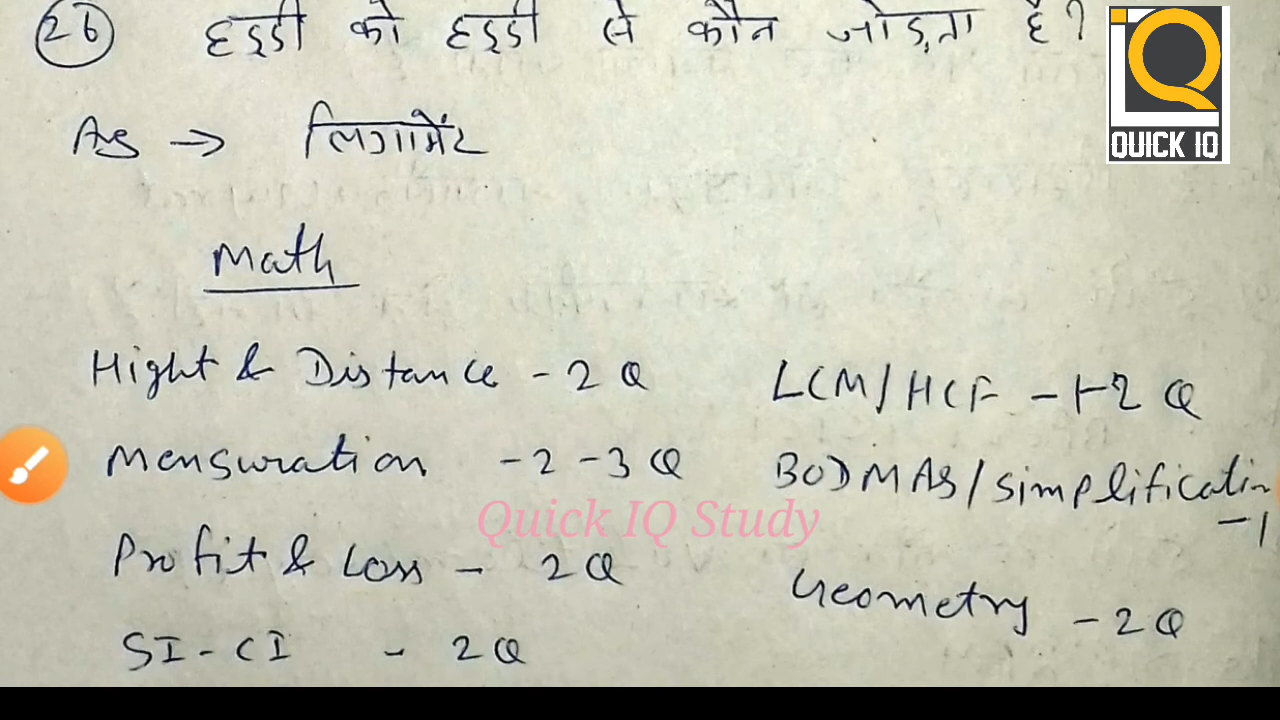 26 हड्डी को हड्डी से कौन जोड़ता है?
QUICK IQ
Ans → लिगामेंट
Math
Hight & Distance - 2 Q
Mensuration - 2 - 3 Q
Profit & Loss - 2 Q
SI - CI - 2 Q
LCM/HCF - 1-2 Q
BODMAS/Simplification
- 1
Geometry - 2 Q
Quick IQ Study